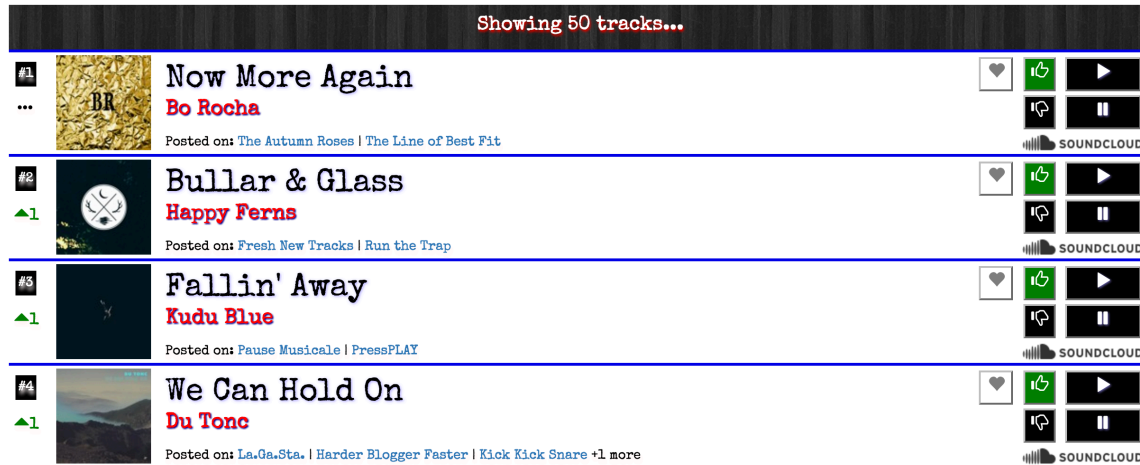 Showing 50 tracks...
#1
...
BR
Now More Again
Bo Rocha
Posted on: The Autumn Roses | The Line of Best Fit
SOUNDCLOUD
#2
1
Bullar & Glass
Happy Ferns
Posted on: Fresh New Tracks | Run the Trap
SOUNDCLOUD
#3
1
Fallin' Away
Kudu Blue
Posted on: Pause Musicale | PressPLAY
SOUNDCLOUD
#4
1
DU TONC
We Can Hold On
Du Tonc
Posted on: La.Ga.Sta. | Harder Blogger Faster | Kick Kick Snare +1 more
SOUNDCLOUD